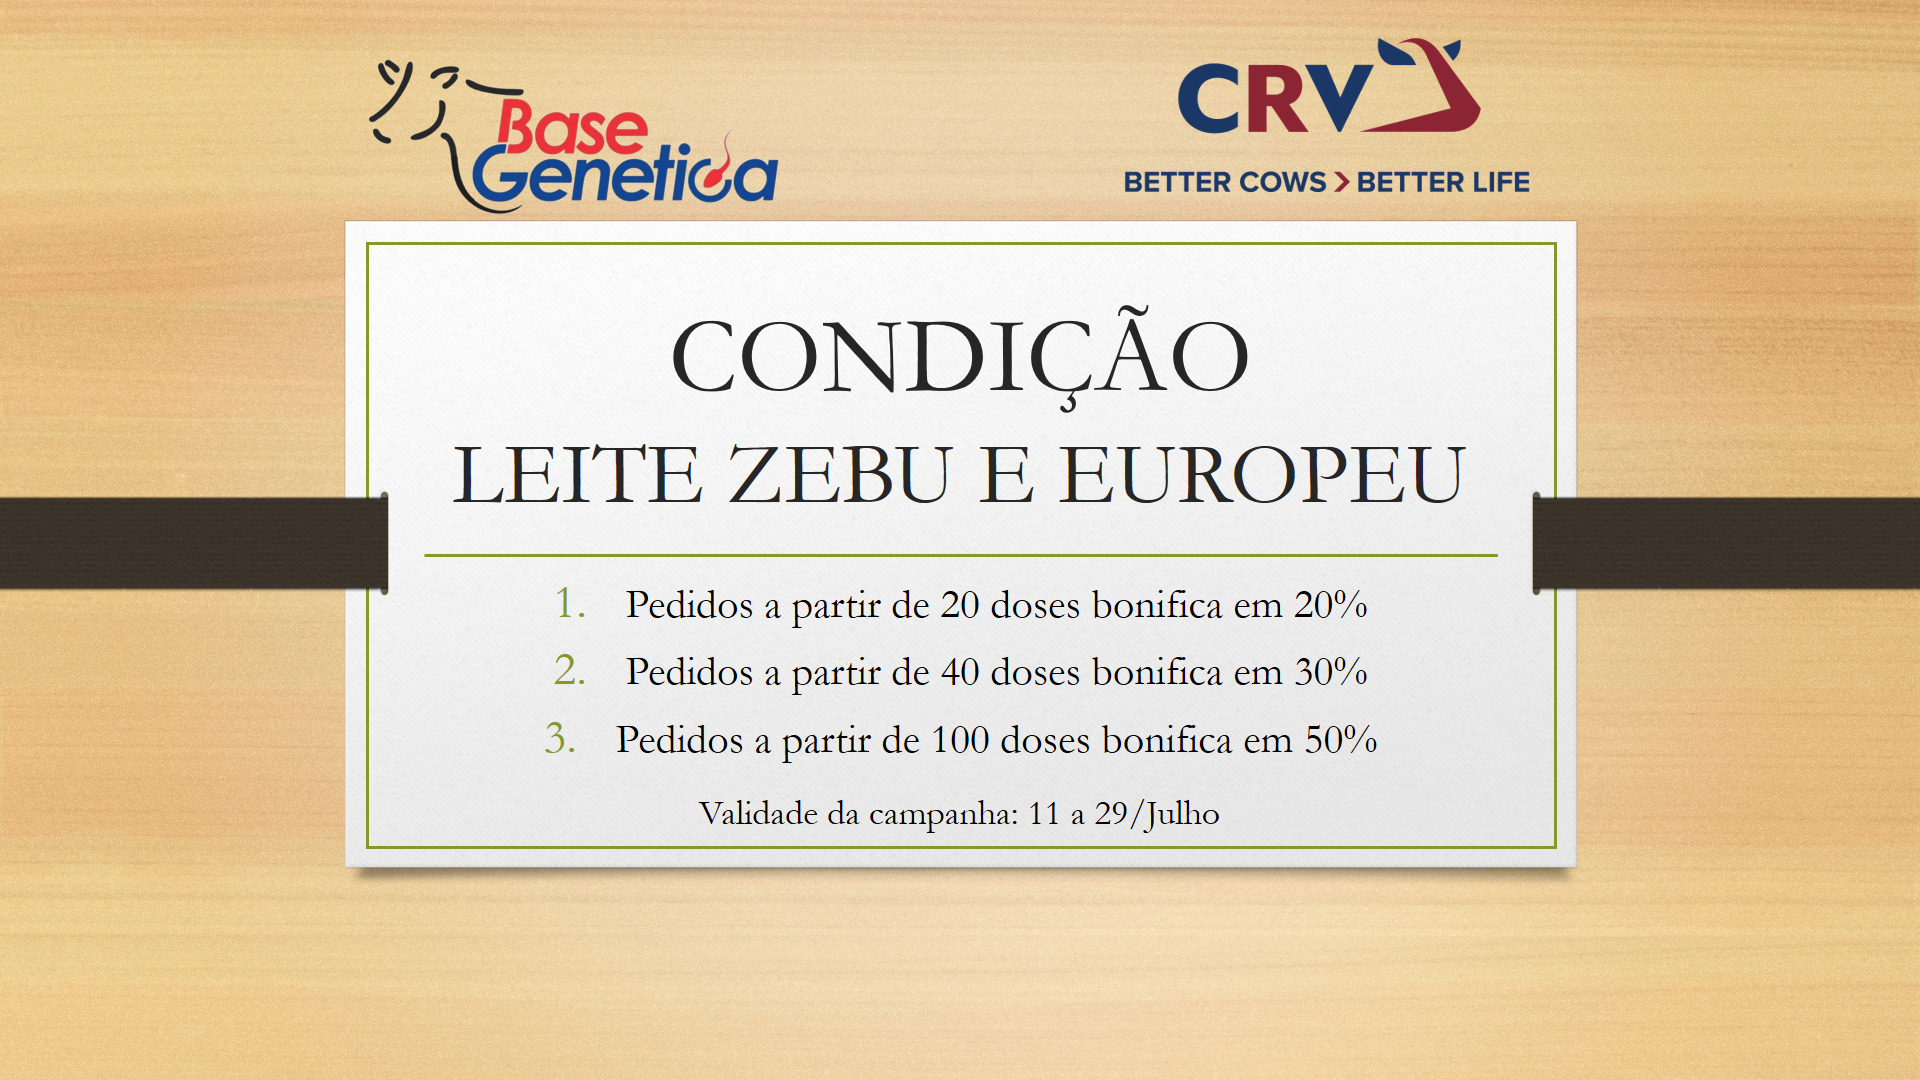 Base
Genetica
CRV
BETTER COWS > BETTER LIFE
CONDIÇÃO
LEITE ZEBU E EUROPEU
1. Pedidos a partir de 20 doses bonifica em 20%
2. Pedidos a partir de 40 doses bonifica em 30%
3. Pedidos a partir de 100 doses bonifica em 50%
Validade da campanha: 11 a 29/Julho